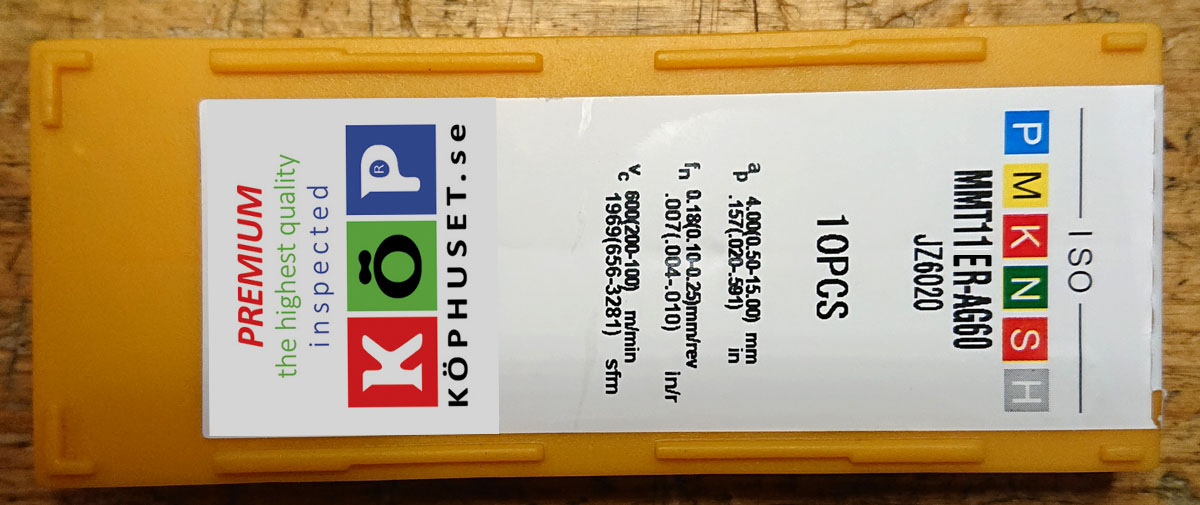 ISO
P M K N S H
MMT11ER-AG60
JZ6020
10PCS
ap 4.00(0.50-15.00) mm
.157(.020-.591) in
fn 0.18(0.10-0.25)mm/rev
.007(.004-.010) in/r
vc 600(200-100) m/min
1969(656-3281) sfm
PREMIUM
the highest quality
inspected
KÖP®
KÖPHUSET.se